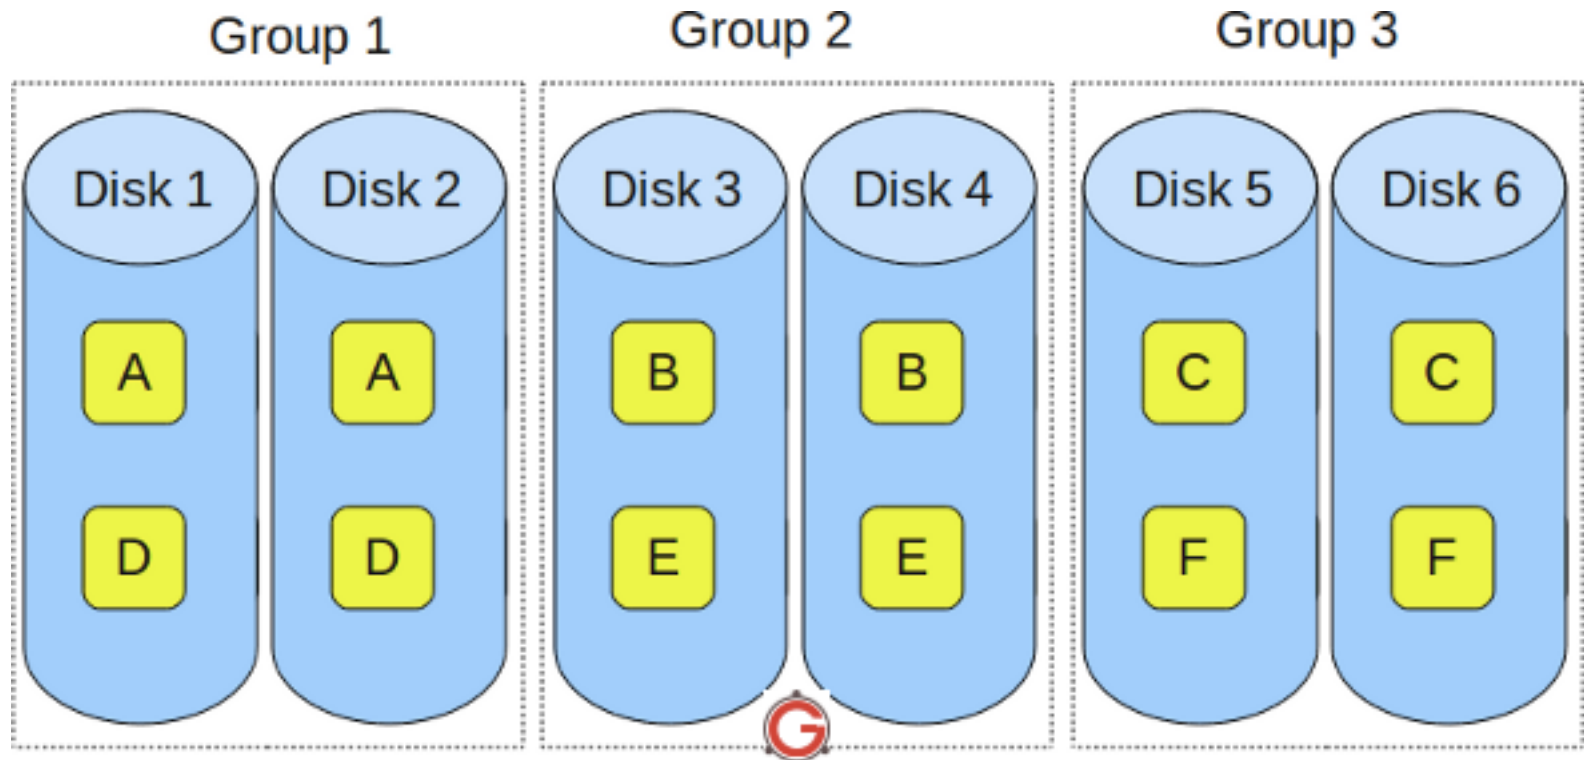 Group 1 Group 2 Group 3
Disk 1 Disk 2 Disk 3 Disk 4 Disk 5 Disk 6
A A B B C C
D D E E F F
G